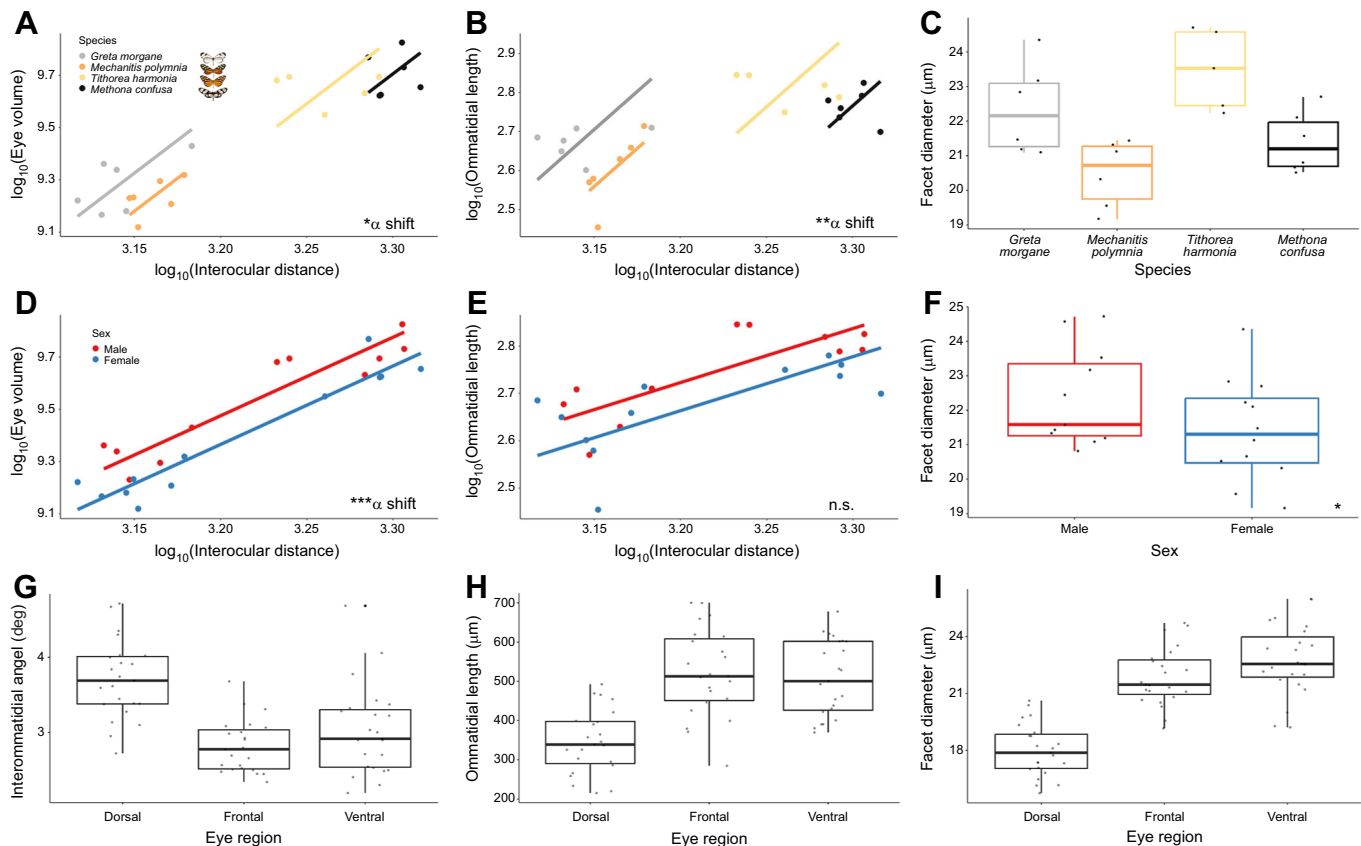 A
Species
Greta morgane
Mechanitis polymnia
Tithorea harmonia
Methona confusa
log10(Eye volume)
9.7
9.5
9.3
9.1
*α shift
3.15
3.20
3.25
3.30
log10(Interocular distance)
B
log10(Ommatidial length)
2.9
2.8
2.7
2.6
2.5
**α shift
3.15
3.20
3.25
3.30
log10(Interocular distance)
C
Facet diameter (μm)
24
23
22
21
20
19
Greta morgane
Mechanitis polymnia
Tithorea harmonia
Methona confusa
Species
D
Sex
Male
Female
log10(Eye volume)
9.7
9.5
9.3
9.1
***α shift
3.15
3.20
3.25
3.30
log10(Interocular distance)
E
log10(Ommatidial length)
2.9
2.8
2.7
2.6
2.5
n.s.
3.15
3.20
3.25
3.30
log10(Interocular distance)
F
Facet diameter (μm)
25
24
23
22
21
20
19
*
Male
Female
Sex
G
Interommatidial angel (deg)
4
3
Dorsal
Frontal
Ventral
Eye region
H
Ommatidial length (μm)
700
600
500
400
300
200
Dorsal
Frontal
Ventral
Eye region
I
Facet diameter (μm)
24
21
18
Dorsal
Frontal
Ventral
Eye region